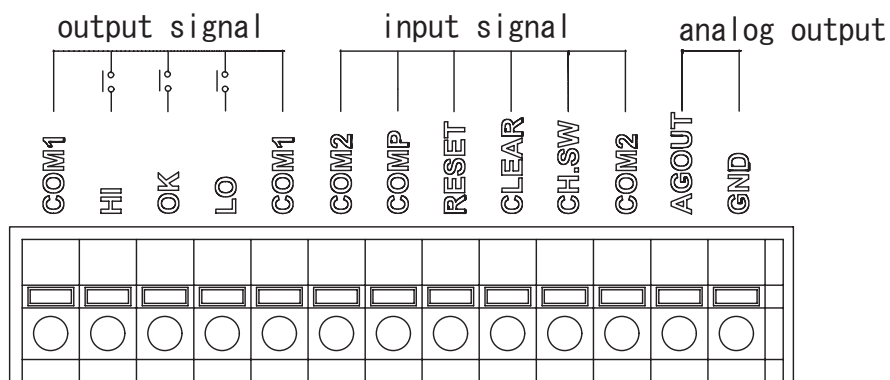 output signal input signal analog output
COM1 HI OK LO COM1 COM2 COMP RESET CLEAR CH.SW COM2 AGOUT GND